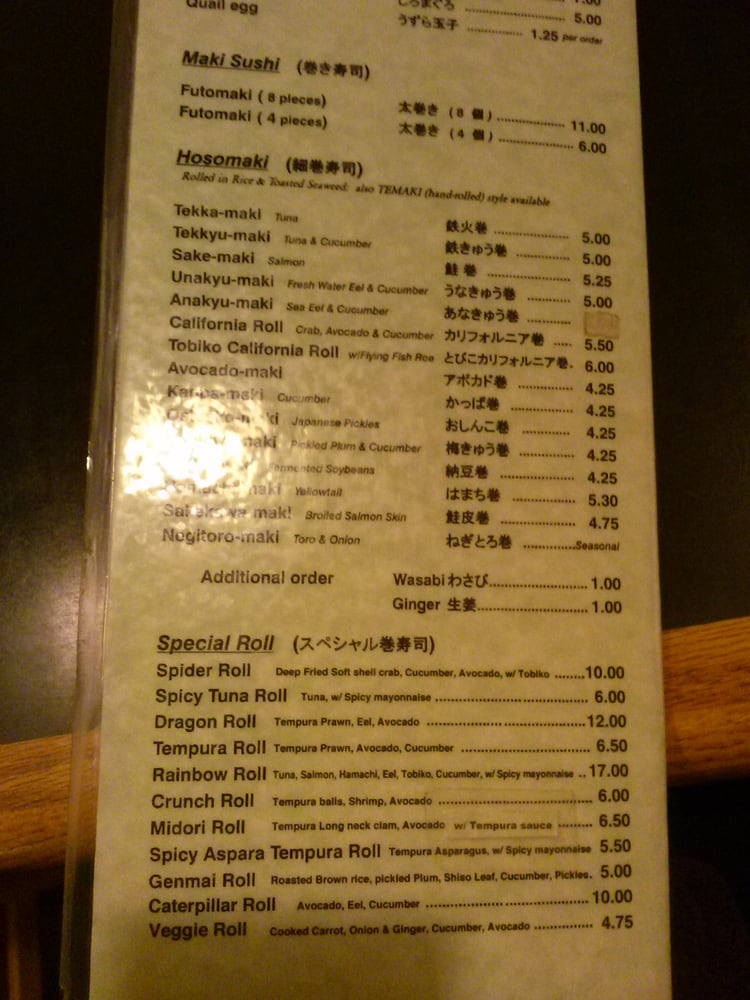 しろまぐろ .................. 5.00
Quail egg うずら玉子 .............. 1.25 per order
Maki Sushi (巻き寿司)
Futomaki ( 8 pieces) 太巻き ( 8 個 ) .................. 11.00
Futomaki ( 4 pieces) 太巻き ( 4 個 ) .................. 6.00
Hosomaki (細巻寿司)
Rolled in Rice & Toasted Seaweed: also TEMAKI (hand-rolled) style available
Tekka-maki Tuna 鉄火巻 .................. 5.00
Tekkyu-maki Tuna & Cucumber 鉄きゅう巻 .............. 5.00
Sake-maki Salmon 鮭 巻 .................. 5.25
Unakyu-maki Fresh Water Eel & Cucumber うなきゅう巻 ........... 5.00
Anakyu-maki Sea Eel & Cucumber あなきゅう巻 ............
California Roll Crab, Avocado & Cucumber カリフォルニア巻 ..... 5.50
Tobiko California Roll w/Flying Fish Roe とびこカリフォルニア巻. 6.00
Avocado-maki アボカド巻 .................. 4.25
Cucumber かっぱ巻 .................. 4.25
Japanese Pickles おしんこ巻 .............. 4.25
Pickled Plum & Cucumber 梅きゅう巻 .............. 4.25
Fermented Soybeans 納豆巻 .................. 4.25
Yellowtail はまち巻 .................. 5.30
Broiled Salmon Skin 鮭皮巻 .................. 4.75
Negitoro-maki Toro & Onion ねぎとろ巻 ..............Seasonal
Additional order Wasabi わさび.................. 1.00
Ginger 生姜.................. 1.00
Special Roll (スペシャル巻寿司)
Spider Roll Deep Fried Soft shell crab, Cucumber, Avocado, w/ Tobiko ........10.00
Spicy Tuna Roll Tuna, w/ Spicy mayonnaise .................. 6.00
Dragon Roll Tempura Prawn, Eel, Avocado .................. 12.00
Tempura Roll Tempura Prawn, Avocado, Cucumber .................. 6.50
Rainbow Roll Tuna, Salmon, Hamachi, Eel, Tobiko, Cucumber, w/ Spicy mayonnaise .. 17.00
Crunch Roll Tempura balls, Shrimp, Avocado .................. 6.00
Midori Roll Tempura Long neck clam, Avocado w/ Tempura sauce ......... 6.50
Spicy Aspara Tempura Roll Tempura Asparagus, w/ Spicy mayonnaise 5.50
Genmai Roll Roasted Brown rice, pickled Plum, Shiso Leaf, Cucumber, Pickles. 5.00
Caterpillar Roll Avocado, Eel, Cucumber .................. 10.00
Veggie Roll Cooked Carrot, Onion & Ginger, Cucumber, Avocado .............. 4.75